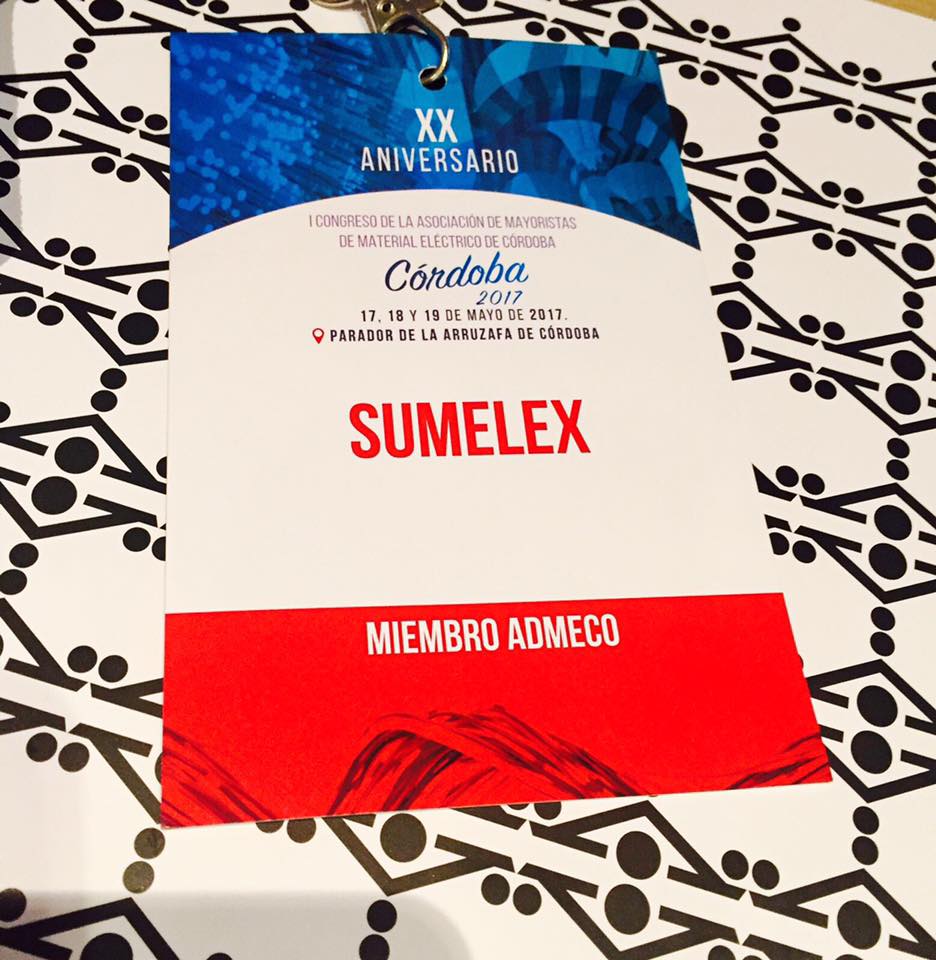 XX
ANIVERSARIO
I CONGRESO DE LA ASOCIACIÓN DE MAYORISTAS
DE MATERIAL ELÉCTRICO DE CÓRDOBA
Córdoba
2017
17, 18 Y 19 DE MAYO DE 2017.
PARADOR DE LA ARRUZAFA DE CÓRDOBA
SUMELEX
MIEMBRO ADMECO